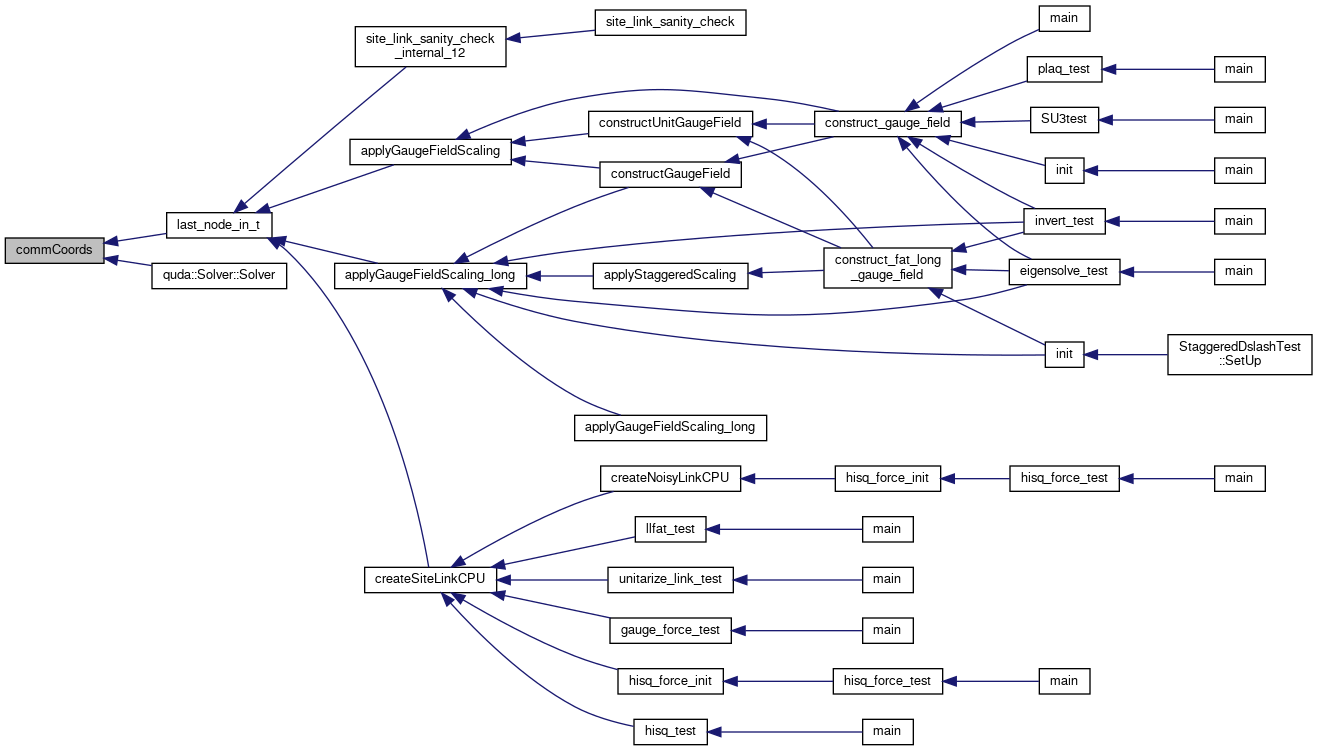 main
site_link_sanity_check
site_link_sanity_check
_internal_12
plaq_test
main
construct_gauge_field
SU3test
main
constructUnitGaugeField
applyGaugeFieldScaling
init
main
constructGaugeField
last_node_in_t
invert_test
main
commCoords
construct_fat_long
_gauge_field
quda::Solver::Solver
applyGaugeFieldScaling_long
applyStaggeredScaling
eigensolve_test
main
init
StaggeredDslashTest
::SetUp
applyGaugeFieldScaling_long
createNoisyLinkCPU
hisq_force_init
hisq_force_test
main
llfat_test
main
createSiteLinkCPU
unitarize_link_test
main
gauge_force_test
main
hisq_force_init
hisq_force_test
main
hisq_test
main